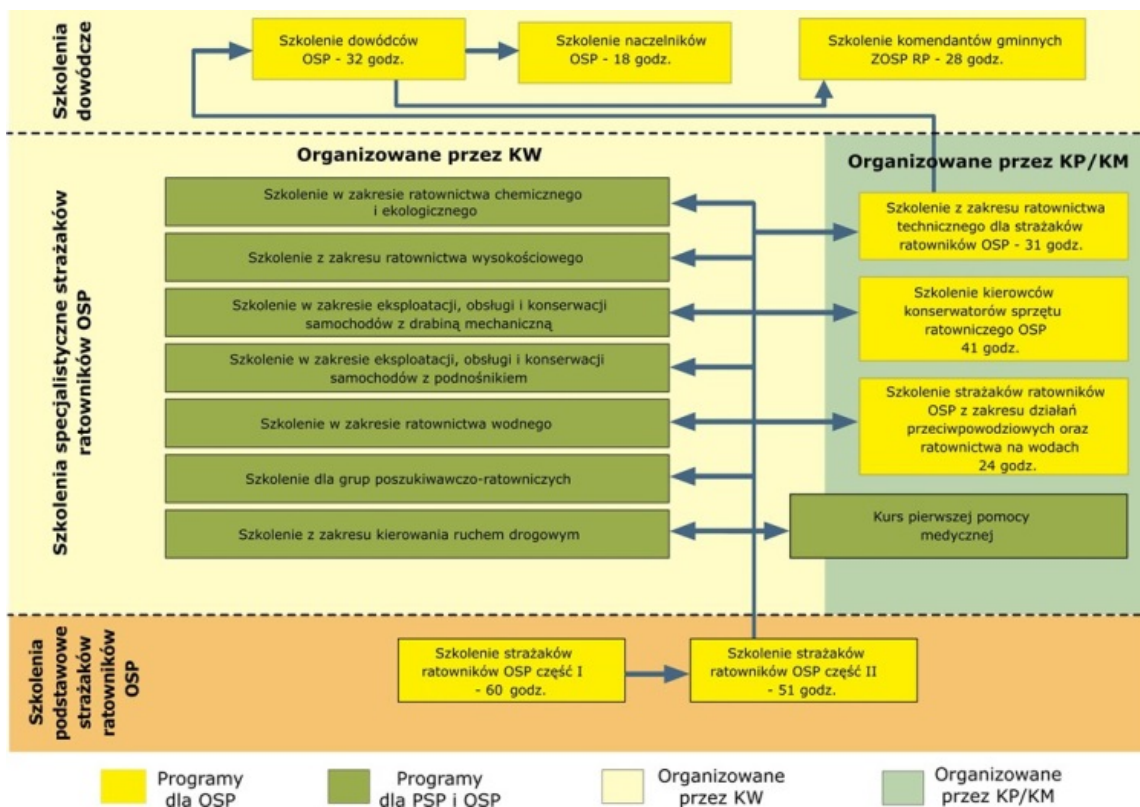 Szkolenia
dowódcze
Szkolenie dowódców
OSP - 32 godz.
Szkolenie naczelników
OSP - 18 godz.
Szkolenie komendantów gminnych
ZOSP RP - 28 godz.
Szkolenia specjalistyczne strażaków
ratowników OSP
Organizowane przez KW
Szkolenie w zakresie ratownictwa chemicznego
i ekologicznego
Szkolenie z zakresu ratownictwa wysokościowego
Szkolenie w zakresie eksploatacji, obsługi i konserwacji
samochodów z drabiną mechaniczną
Szkolenie w zakresie eksploatacji, obsługi i konserwacji
samochodów z podnośnikiem
Szkolenie w zakresie ratownictwa wodnego
Szkolenie dla grup poszukiwawczo-ratowniczych
Szkolenie z zakresu kierowania ruchem drogowym
Organizowane przez KP/KM
Szkolenie z zakresu ratownictwa
technicznego dla strażaków
ratowników OSP - 31 godz.
Szkolenie kierowców
konserwatorów sprzętu
ratowniczego OSP
41 godz.
Szkolenie strażaków ratowników
OSP z zakresu działań
przeciwpowodziowych oraz
ratownictwa na wodach
24 godz.
Kurs pierwszej pomocy
medycznej
Szkolenia
podstawowe
strażaków
ratowników
OSP
Szkolenie strażaków
ratowników OSP część I
- 60 godz.
Szkolenie strażaków
ratowników OSP część II
- 51 godz.
Programy
dla OSP
Programy
dla PSP i OSP
Organizowane
przez KW
Organizowane
przez KP/KM